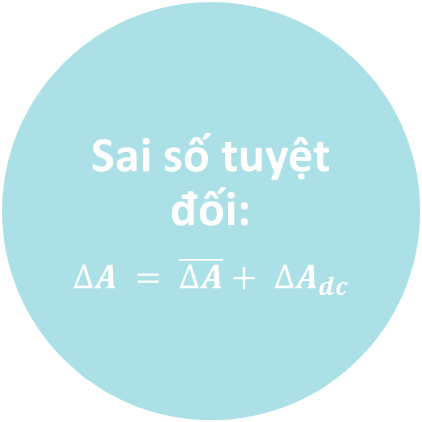 Sai số tuyệt
đối:
Δ𝑨 = \overline{Δ𝑨} + Δ𝑨_{𝒅𝒄}